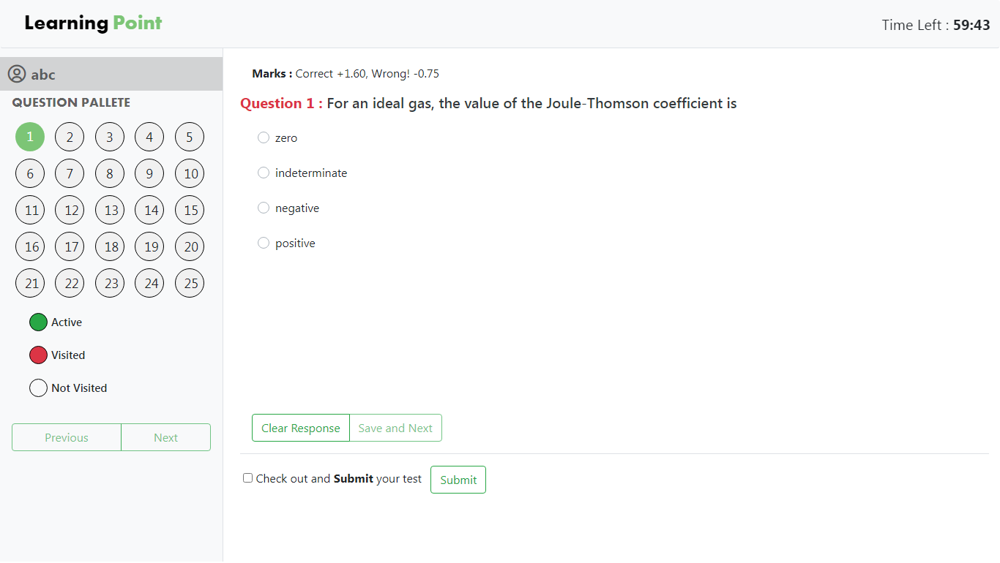 Learning Point
Time Left : 59:43
abc
QUESTION PALLETE
1 2 3 4 5
6 7 8 9 10
11 12 13 14 15
16 17 18 19 20
21 22 23 24 25
Active
Visited
Not Visited
Previous Next
Marks : Correct +1.60, Wrong! -0.75
Question 1 : For an ideal gas, the value of the Joule-Thomson coefficient is
zero
indeterminate
negative
positive
Clear Response Save and Next
Check out and Submit your test Submit